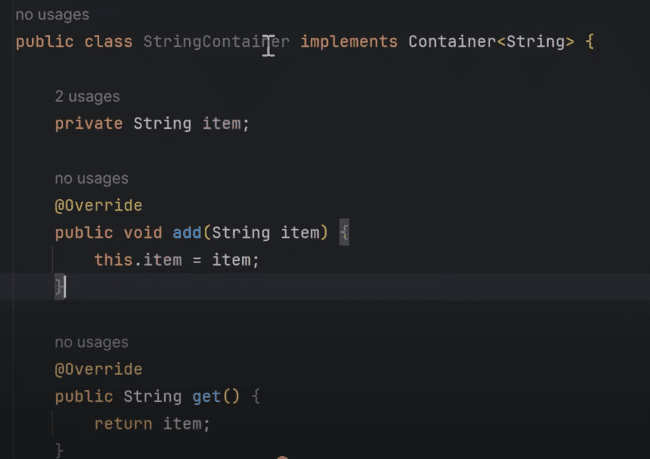 no usages
public class StringContainer implements Container<String> {
2 usages
private String item;
no usages
@Override
public void add(String item) {
this.item = item;
}
no usages
@Override
public String get() {
return item;
}